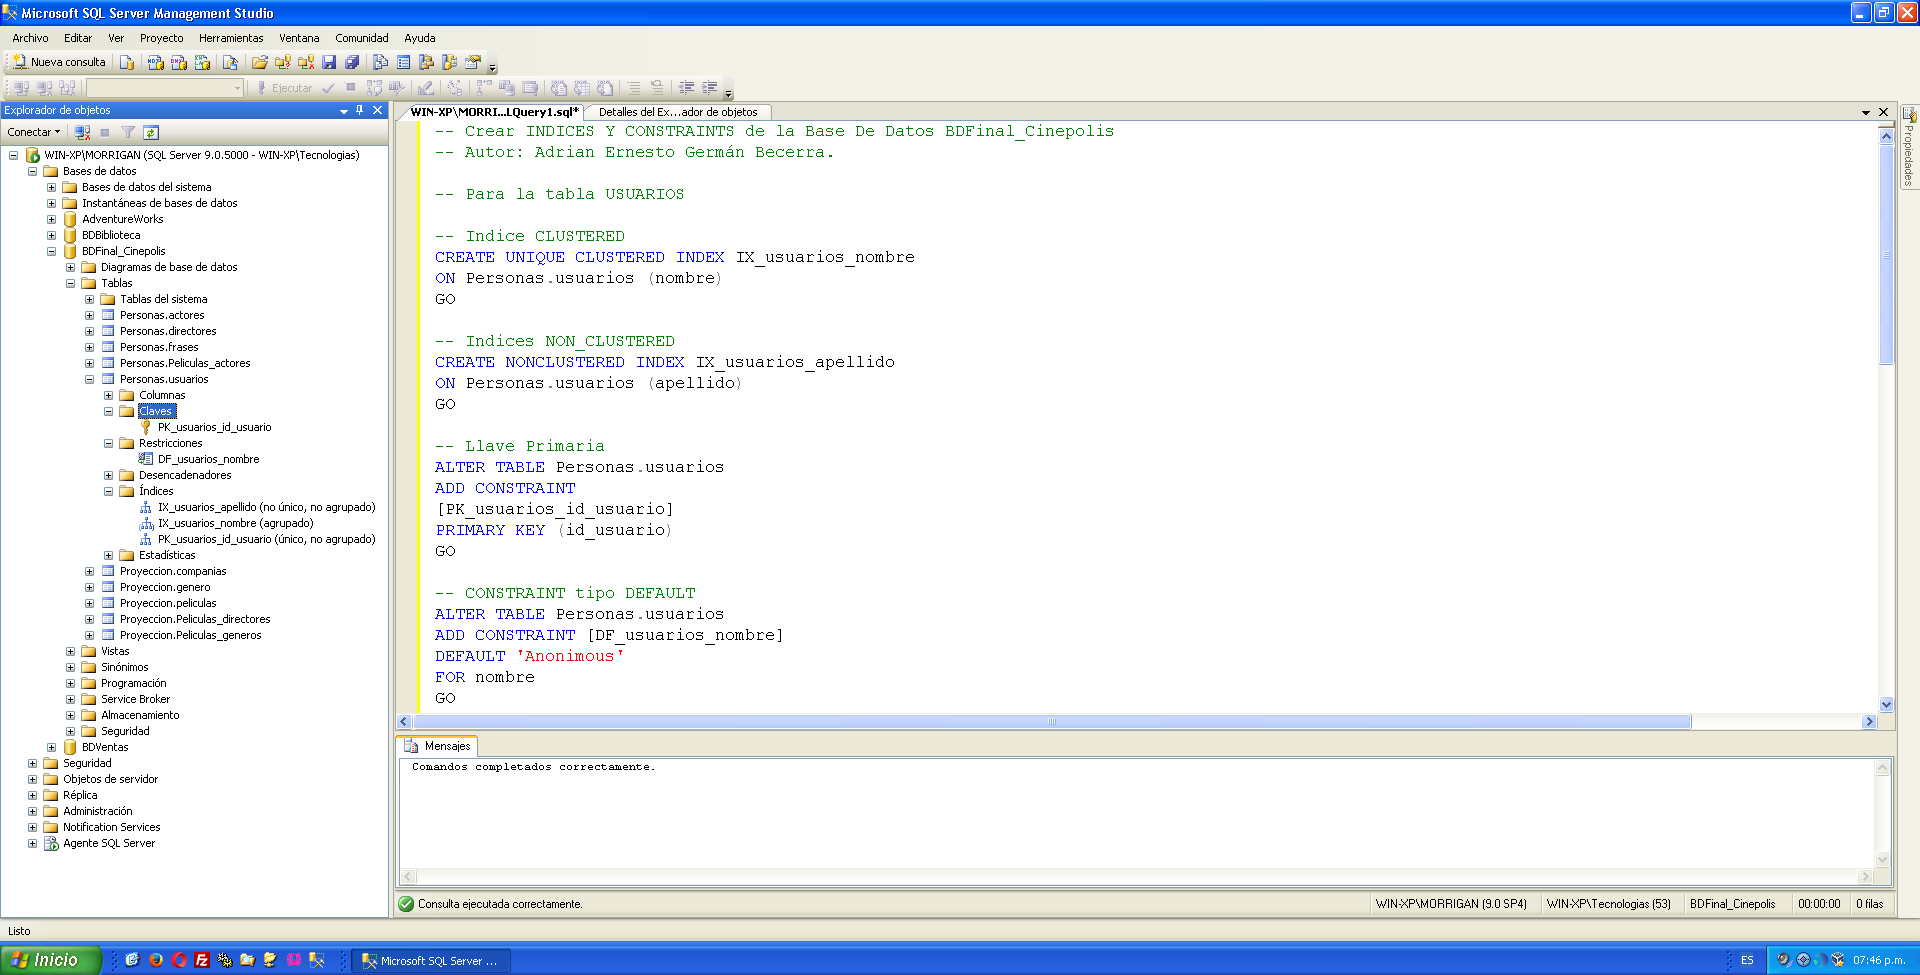 Microsoft SQL Server Management Studio
Archivo Editar Ver Proyecto Herramientas Ventana Comunidad Ayuda
Nueva consulta
Ejecutar
Explorador de objetos
Conectar
WIN-XP\MORRIGAN (SQL Server 9.0.5000 - WIN-XP\Tecnologias)
Bases de datos
Bases de datos del sistema
Instantáneas de bases de datos
AdventureWorks
BDBiblioteca
BDFinal_Cinepolis
Diagramas de base de datos
Tablas
Tablas del sistema
Personas.actores
Personas.directores
Personas.frases
Personas.Peliculas_actores
Personas.usuarios
Columnas
Claves
PK_usuarios_id_usuario
Restricciones
DF_usuarios_nombre
Desencadenadores
Índices
IX_usuarios_apellido (no único, no agrupado)
IX_usuarios_nombre (agrupado)
PK_usuarios_id_usuario (único, no agrupado)
Estadísticas
Proyeccion.companias
Proyeccion.genero
Proyeccion.peliculas
Proyeccion.Peliculas_directores
Proyeccion.Peliculas_generos
Vistas
Sinónimos
Programación
Service Broker
Almacenamiento
Seguridad
BDVentas
Seguridad
Objetos de servidor
Réplica
Administración
Notification Services
Agente SQL Server
WIN-XP\MORRI...LQuery1.sql* Detalles del Ex...ador de objetos
-- Crear INDICES Y CONSTRAINTS de la Base De Datos BDFinal_Cinepolis
-- Autor: Adrian Ernesto Germán Becerra.
-- Para la tabla USUARIOS
-- Indice CLUSTERED
CREATE UNIQUE CLUSTERED INDEX IX_usuarios_nombre
ON Personas.usuarios (nombre)
GO
-- Indices NON_CLUSTERED
CREATE NONCLUSTERED INDEX IX_usuarios_apellido
ON Personas.usuarios (apellido)
GO
-- Llave Primaria
ALTER TABLE Personas.usuarios
ADD CONSTRAINT
[PK_usuarios_id_usuario]
PRIMARY KEY (id_usuario)
GO
-- CONSTRAINT tipo DEFAULT
ALTER TABLE Personas.usuarios
ADD CONSTRAINT [DF_usuarios_nombre]
DEFAULT 'Anonimous'
FOR nombre
GO
Propiedades
Mensajes
Comandos completados correctamente.
Consulta ejecutada correctamente. WIN-XP\MORRIGAN (9.0 SP4) WIN-XP\Tecnologias (53) BDFinal_Cinepolis 00:00:00 0 filas
Listo
Inicio Microsoft SQL Server ... ES 07:46 p.m.